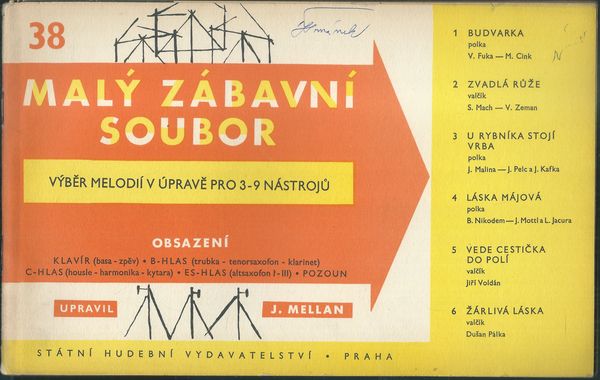 38
MALÝ ZÁBAVNÍ
SOUBOR
VÝBĚR MELODIÍ V ÚPRAVĚ PRO 3-9 NÁSTROJŮ
OBSAZENÍ
KLAVÍR (basa - zpěv) • B-HLAS (trubka - tenorsaxofon - klarinet)
C-HLAS (housle - harmonika - kytara) • ES-HLAS (altsaxofon I-III) • POZOUN
UPRAVIL J. MELLAN
STÁTNÍ HUDEBNÍ VYDAVATELSTVÍ • PRAHA
1 BUDVARKA
polka
V. Fuka — M. Cink
2 ZVADLÁ RŮŽE
valčík
S. Mach — V. Zeman
3 U RYBNÍKA STOJÍ
VRBA
polka
J. Malina — J. Pelc a J. Kafka
4 LÁSKA MÁJOVÁ
polka
B. Nikodem — J. Mottl a L. Jacura
5 VEDE CESTIČKA
DO POLÍ
valčík
Jiří Voldán
6 ŽÁRLIVÁ LÁSKA
valčík
Dušan Pálka